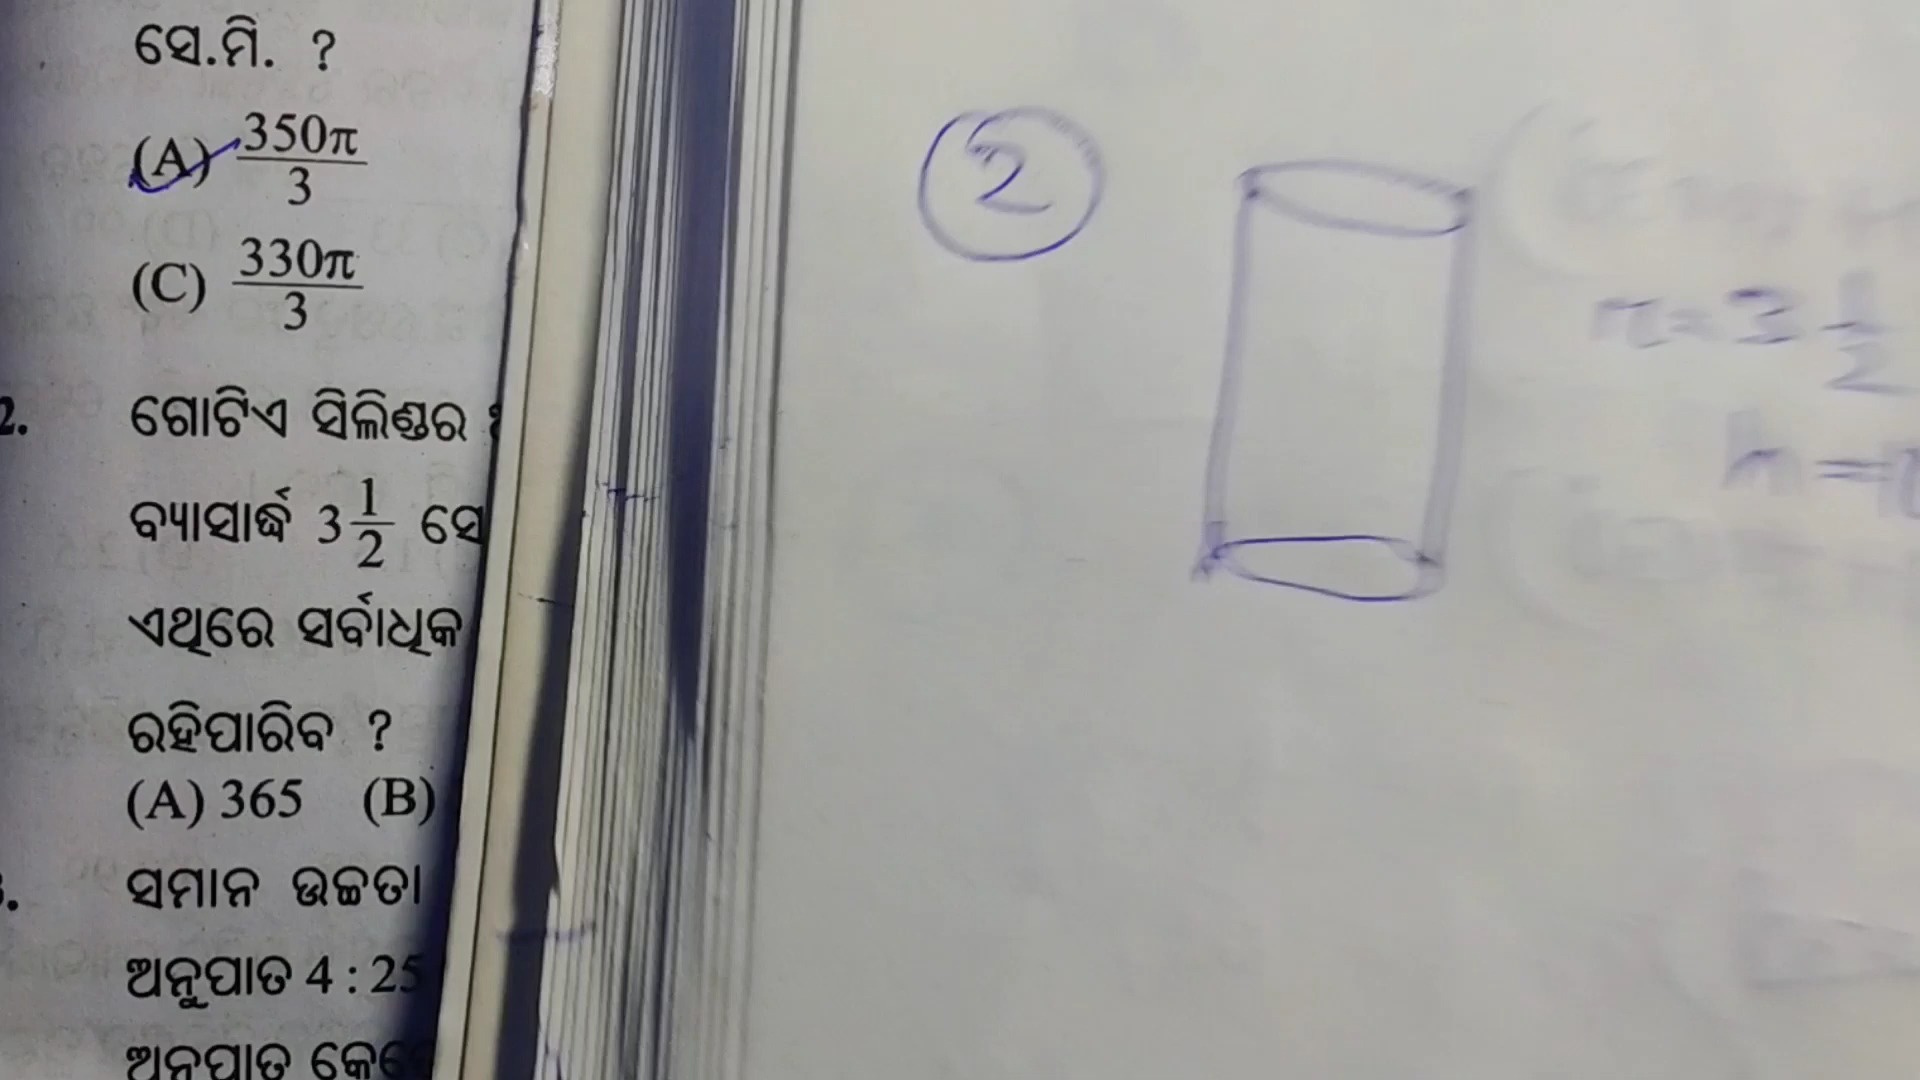 ସେ.ମି. ?
(A) 350π/3
(C) 330π/3
2. ଗୋଟିଏ ସିଲିଣ୍ଡର
ବ୍ୟାସାର୍ଦ୍ଧ 3 1/2 ସେ
ଏଥିରେ ସର୍ବାଧିକ
ରହିପାରିବ ?
(A) 365 (B)
ସମାନ ଉଚ୍ଚତା
ଅନୁପାତ 4 : 25
ଅନୁପାତ
2
r = 3 1/2
h =